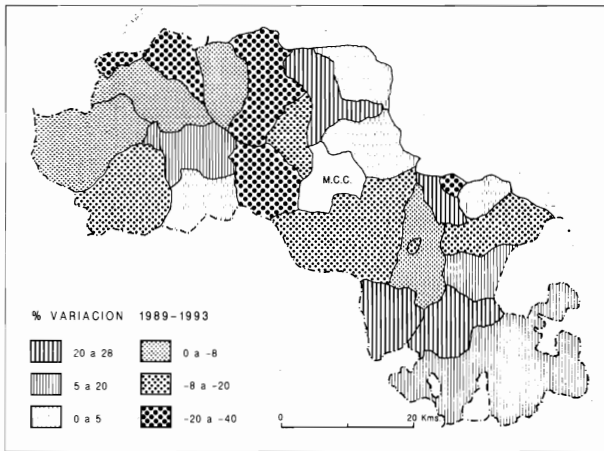 M.C.C.
% VARIACION 1989-1993
20 a 28
0 a -8
5 a 20
-8 a -20
0 a 5
-20 a -40
0 20 Kms